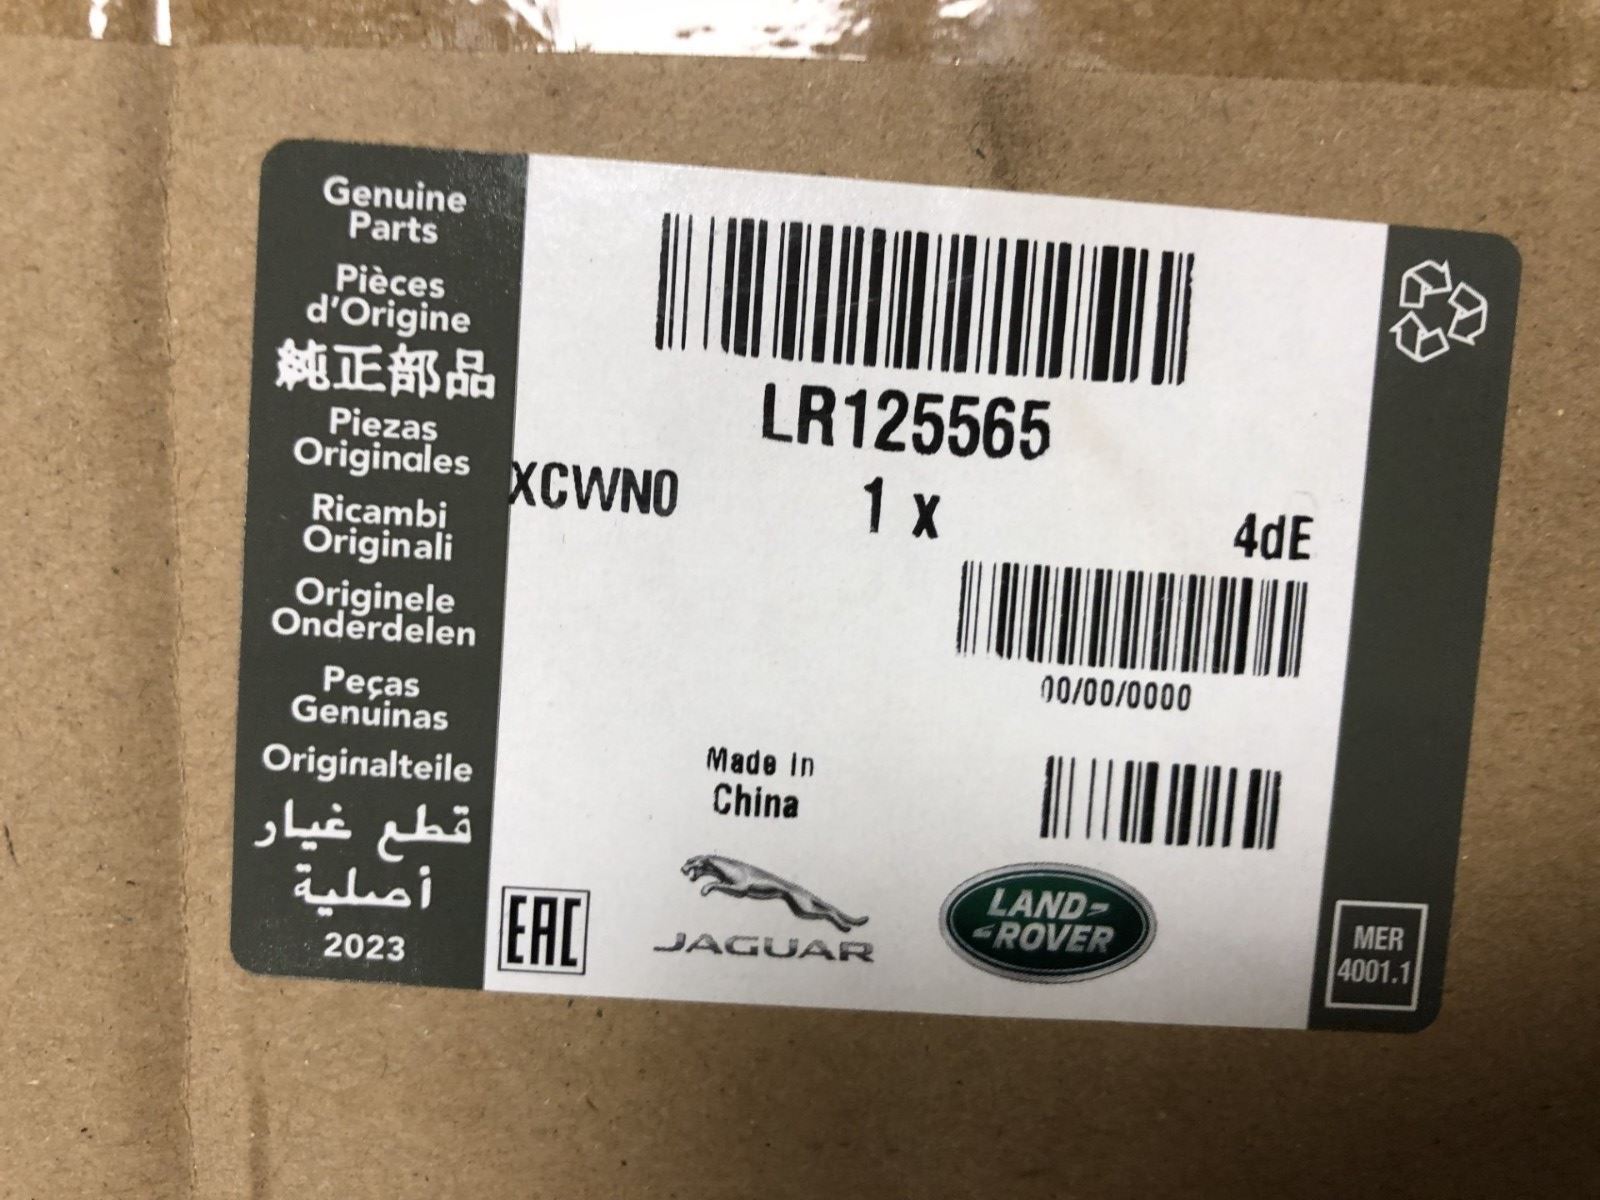 Genuine
Parts
Pièces
d'Origine
純正部品
Piezas
Originales
Ricambi
Originali
Originele
Onderdelen
Peças
Genuinas
Originalteile
قطع غيار
أصلية
2023
LR125565
XCWN0 1 x 4dE
00/00/0000
Made in
China
EAC
JAGUAR
LAND-
ROVER
MER
4001.1